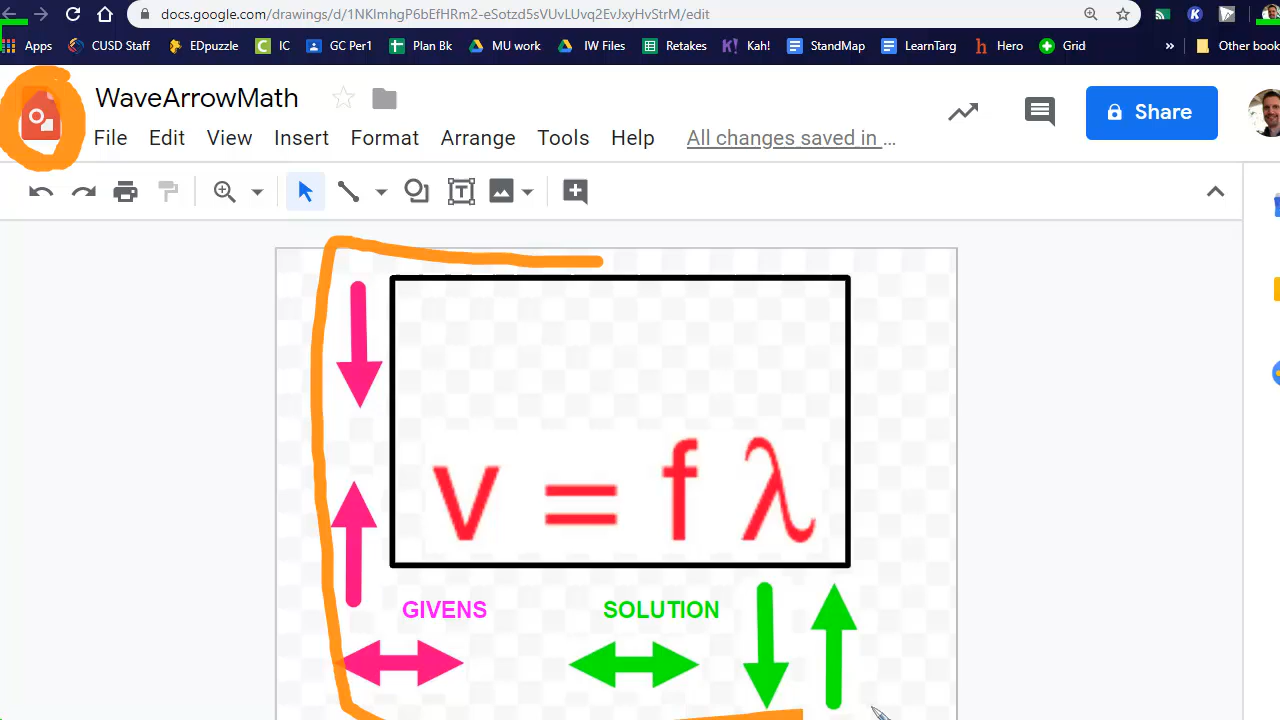 docs.google.com/drawings/d/1NKImhgP6bEfHRm2-eSotzd5sVUvLUvq2EvJxyHvStrM/edit
Apps CUSD Staff EDpuzzle IC GC Per1 Plan Bk MU work IW Files Retakes Kah! StandMap LearnTarg Hero Grid » Other book
WaveArrowMath
File Edit View Insert Format Arrange Tools Help All changes saved in ...
Share
v = f λ
GIVENS SOLUTION